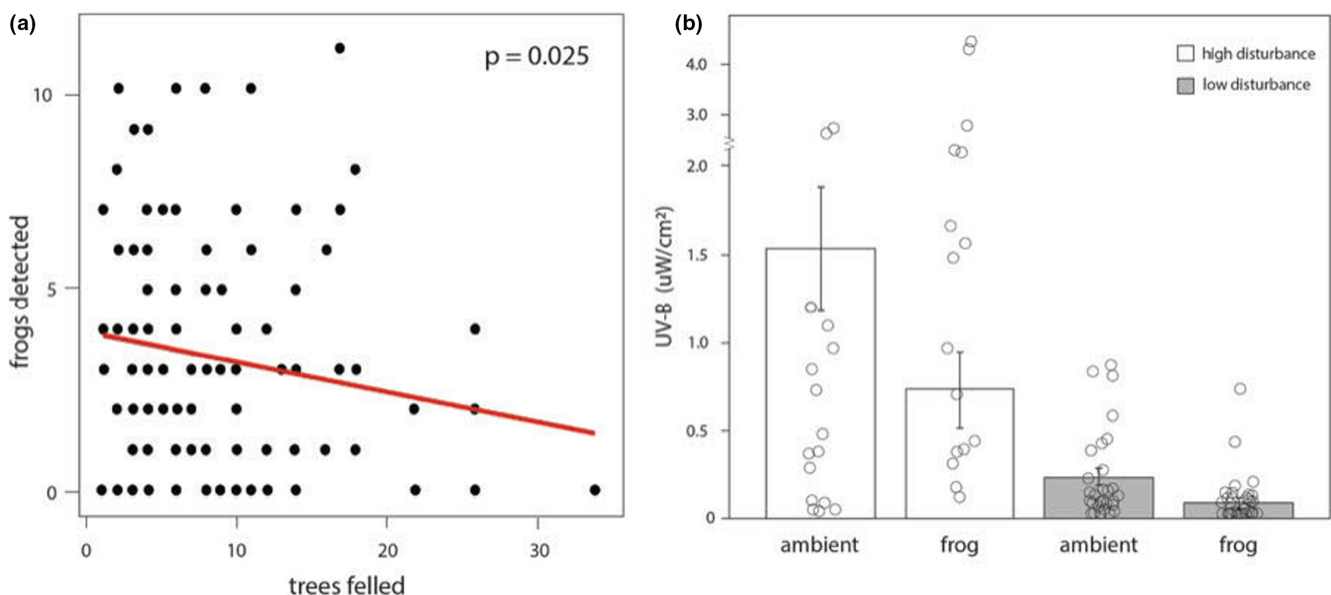 (a)
p = 0.025
frogs detected
10
5
0
0 10 20 30
trees felled
(b)
high disturbance
low disturbance
UV-B (uW/cm²)
4.0
3.0
2.0
1.5
1.0
0.5
0
ambient frog ambient frog